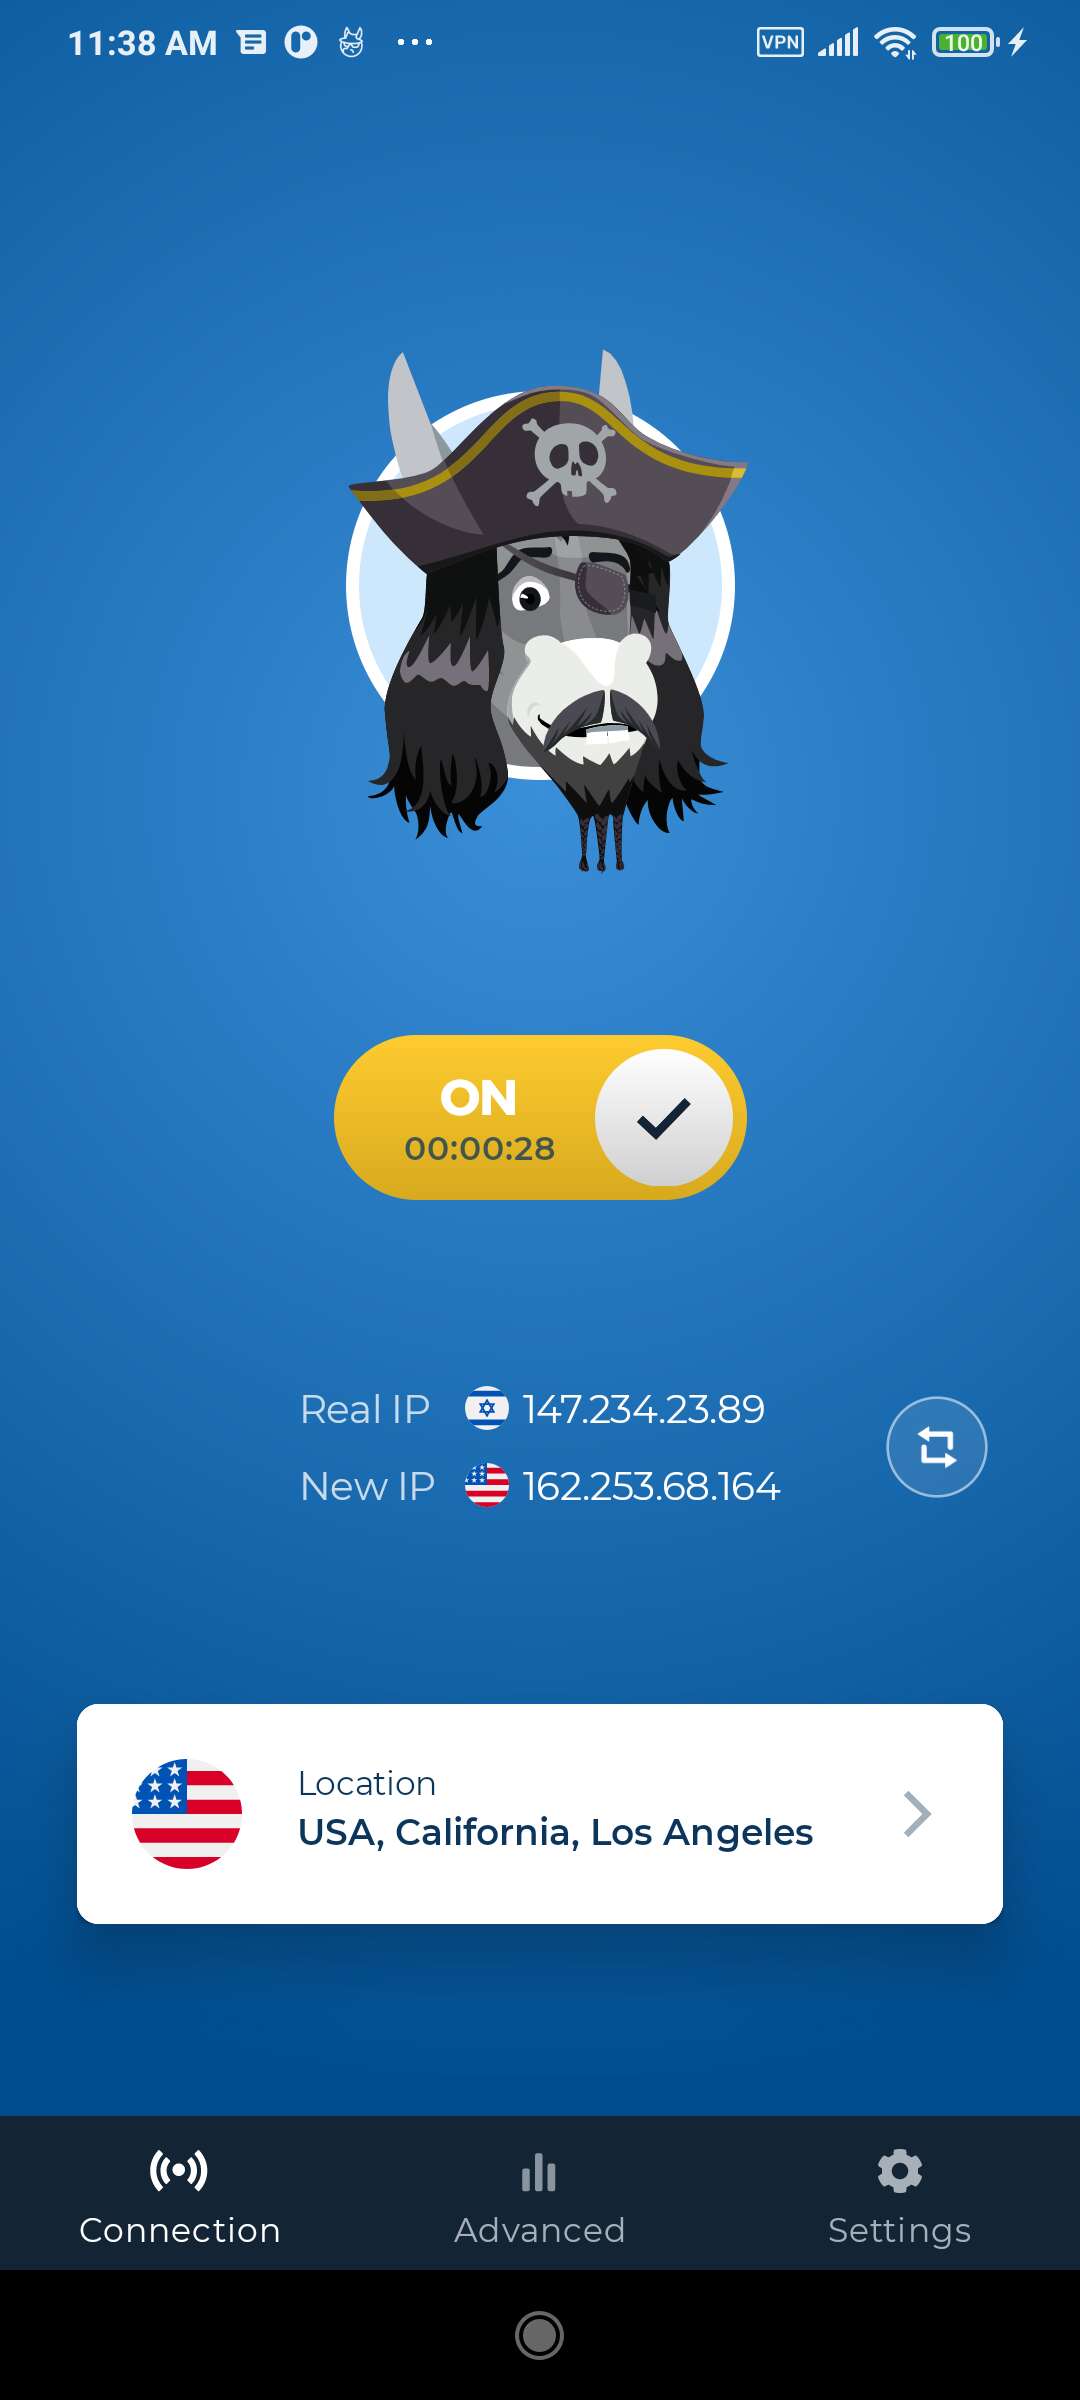 11:38 AM
VPN
100
ON
00:00:28
Real IP 147.234.23.89
New IP 162.253.68.164
Location
USA, California, Los Angeles
Connection
Advanced
Settings